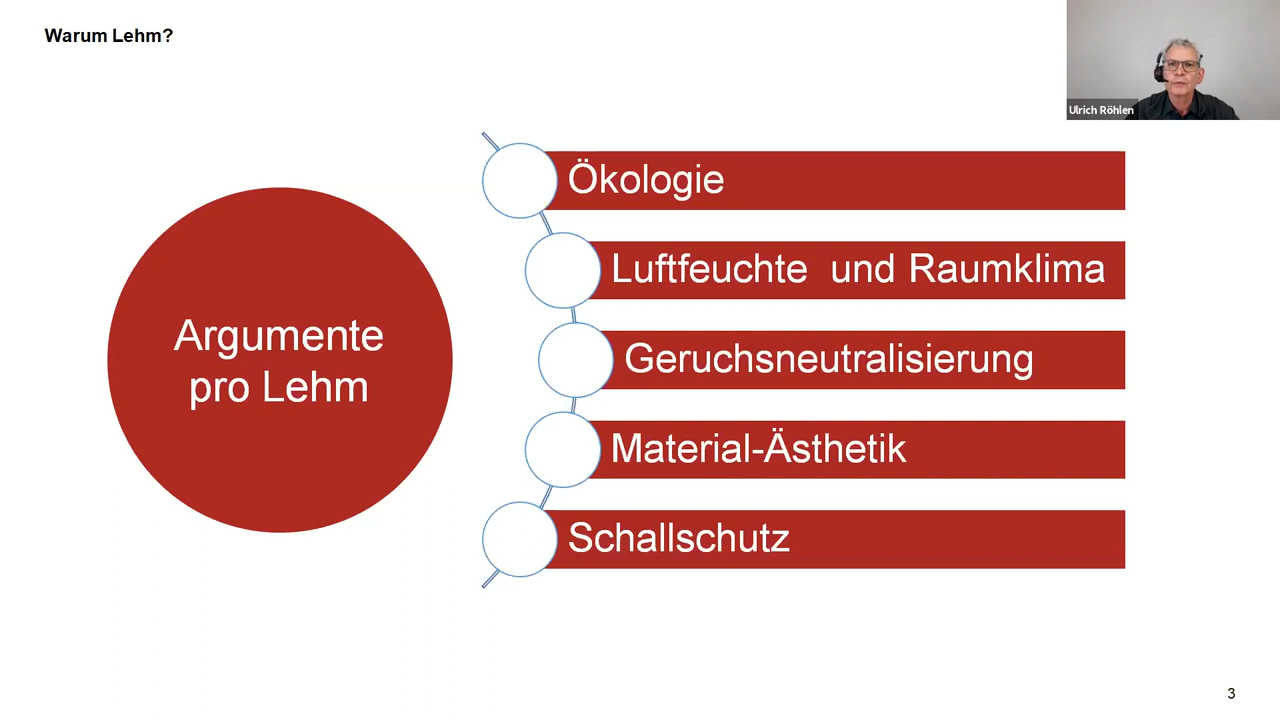 Warum Lehm?
Ulrich Röhlen
Argumente
pro Lehm
Ökologie
Luftfeuchte  und Raumklima
Geruchsneutralisierung
Material-Ästhetik
Schallschutz
3